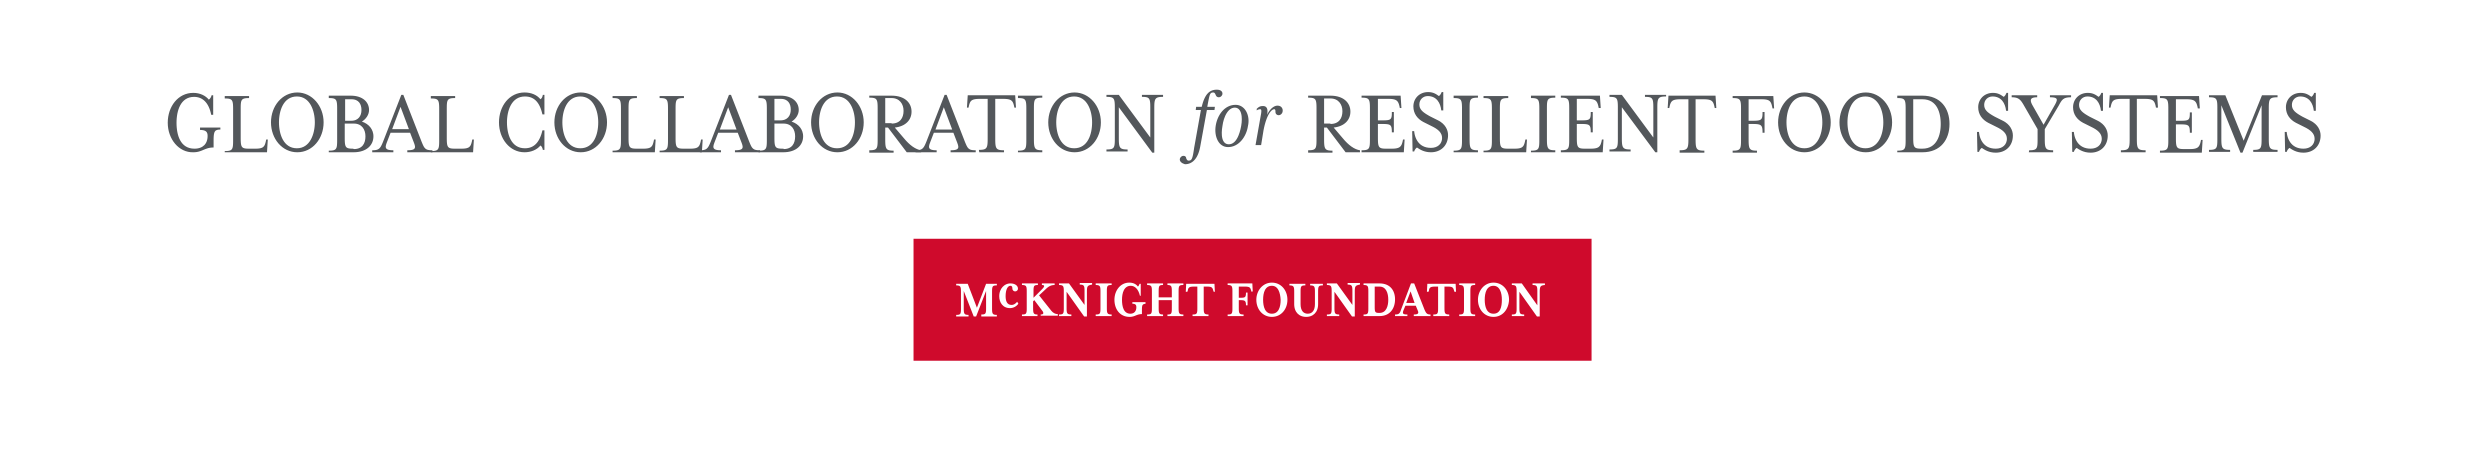 GLOBAL COLLABORATION for RESILIENT FOOD SYSTEMS
McKNIGHT FOUNDATION